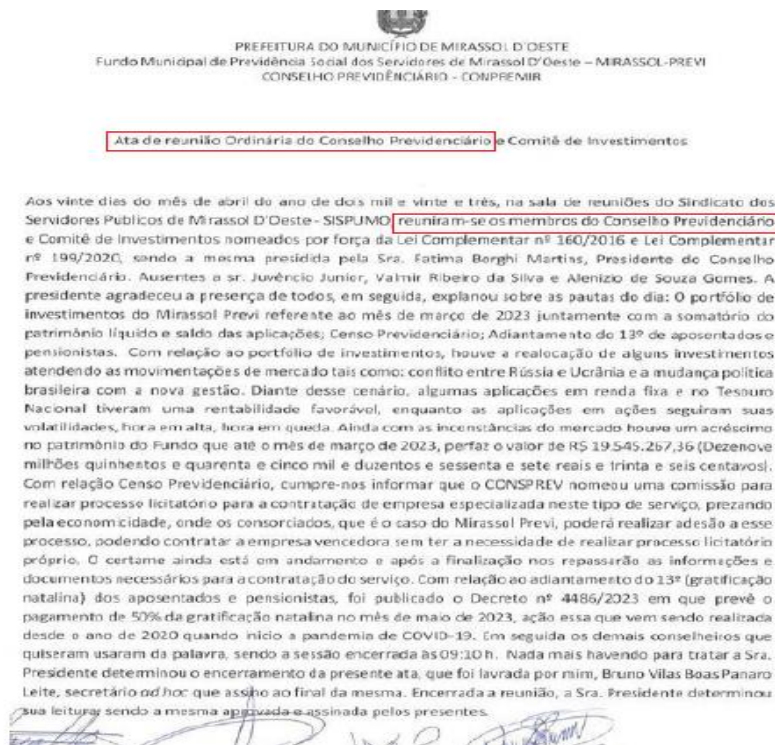 PREFEITURA DO MUNICÍPIO DE MIRASSOL D'OESTE
Fundo Municipal de Previdência Social dos Servidores de Mirassol D'Oeste – MIRASSOL-PREVI
CONSELHO PREVIDÊNCIÁRIO - CONPREMIR
Ata de reunião Ordinária do Conselho Previdenciário e Comitê de Investimentos
Aos vinte dias do mês de abril do ano de dois mil e vinte e três, na sala de reuniões do Sindicato dos
Servidores Públicos de Mirassol D'Oeste - SISPUMO, reuniram-se os membros do Conselho Previdenciário
e Comitê de Investimentos nomeados por força da Lei Complementar nº 160/2016 e Lei Complementar
nº 199/2020, sendo a mesma presidida pela Sra. Fatima Borghi Martins, Presidente do Conselho
Previdenciário. Ausentes a sr. Juvêncio Junior, Valmir Ribeiro da Silva e Alenizio de Souza Gomes. A
presidente agradeceu a presença de todos, em seguida, explanou sobre as pautas do dia: O portfólio de
investimentos do Mirassol Previ referente ao mês de março de 2023 juntamente com a somatório do
patrimônio líquido e saldo das aplicações; Censo Previdenciário; Adiantamento do 13º de aposentados e
pensionistas. Com relação ao portfólio de investimentos, houve a realocação de alguns investimentos
atendendo as movimentações de mercado tais como: conflito entre Rússia e Ucrânia e a mudança política
brasileira com a nova gestão. Diante desse cenário, algumas aplicações em renda fixa e no Tesouro
Nacional tiveram uma rentabilidade favorável, enquanto as aplicações em ações seguiram suas
volatilidades, hora em alta, hora em queda. Ainda com as inconstâncias do mercado houve um acréscimo
no patrimônio do Fundo que até o mês de março de 2023, perfaz o valor de R$ 19.545.267,36 (Dezenove
milhões quinhentos e quarenta e cinco mil e duzentos e sessenta e sete reais e trinta e seis centavos).
Com relação Censo Previdenciário, cumpre-nos informar que o CONSPREV nomeou uma comissão para
realizar processo licitatório para a contratação de empresa especializada neste tipo de serviço, prezando
pela economicidade, onde os consorciados, que é o caso do Mirassol Previ, poderá realizar adesão a esse
processo, podendo contratar a empresa vencedora sem ter a necessidade de realizar processo licitatório
próprio. O certame ainda está em andamento e após a finalização nos repassarão as informações e
documentos necessários para a contratação do serviço. Com relação ao adiantamento do 13º (gratificação
natalina) dos aposentados e pensionistas, foi publicado o Decreto nº 4486/2023 em que prevê o
pagamento de 50% da gratificação natalina no mês de maio de 2023, ação essa que vem sendo realizada
desde o ano de 2020 quando inicio a pandemia de COVID-19. Em seguida os demais conselheiros que
quiseram usaram da palavra, sendo a sessão encerrada às 09:10 h. Nada mais havendo para tratar a Sra.
Presidente determinou o encerramento da presente ata, que foi lavrada por mim, Bruno Vilas Boas Panaro
Leite, secretário ad hoc que assino ao final da mesma. Encerrada a reunião, a Sra. Presidente determinou
sua leitura, sendo a mesma aprovada e assinada pelos presentes.